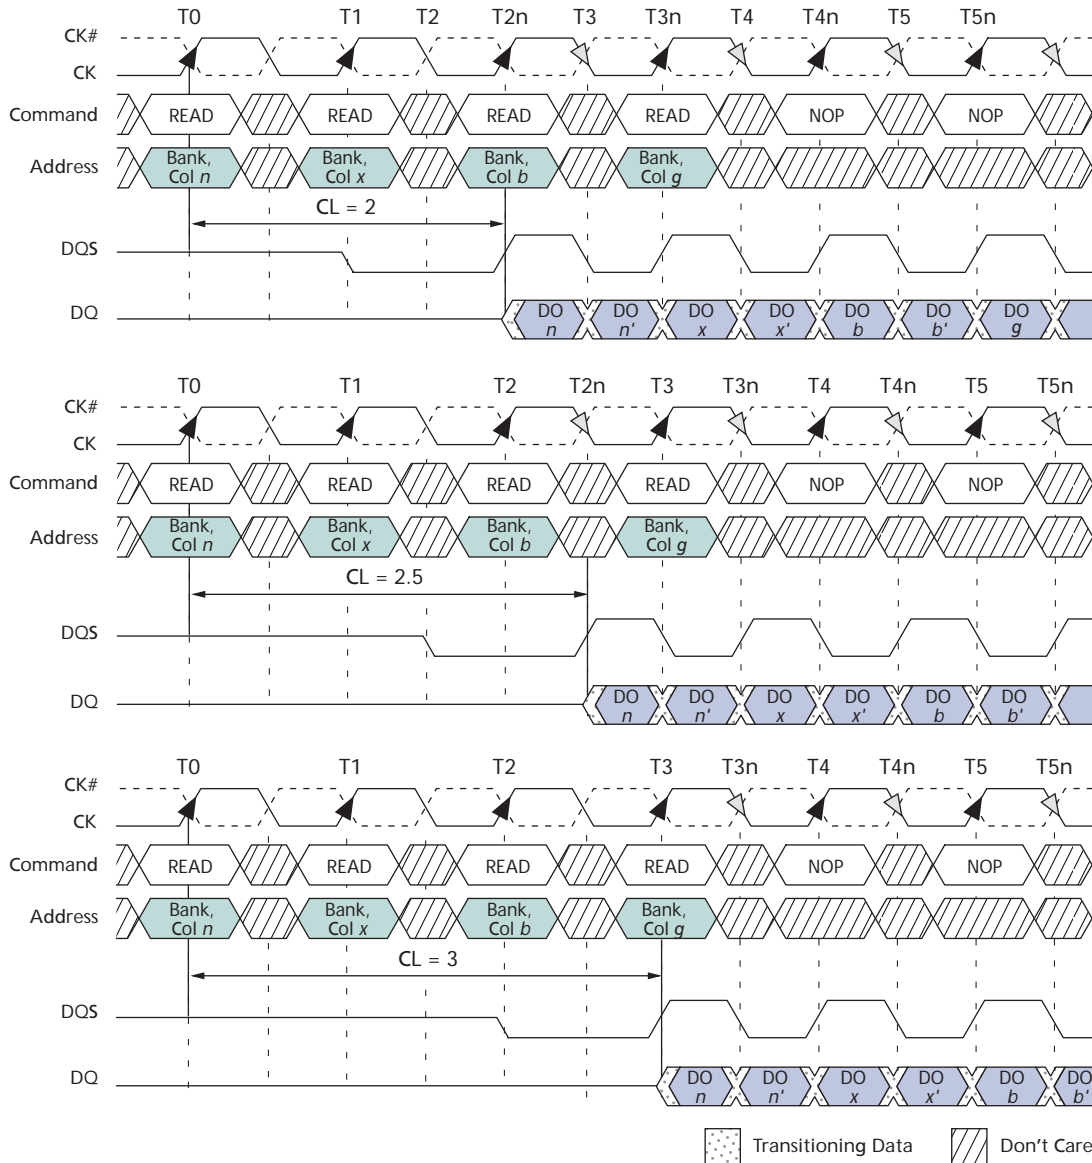 T0 T1 T2 T2n T3 T3n T4 T4n T5 T5n
CK#
CK
Command READ READ READ READ NOP NOP
Address Bank, Col n Bank, Col x Bank, Col b Bank, Col g
CL = 2
DQS
DQ DO n DO n' DO x DO x' DO b DO b' DO g
T0 T1 T2 T2n T3 T3n T4 T4n T5 T5n
CK#
CK
Command READ READ READ READ NOP NOP
Address Bank, Col n Bank, Col x Bank, Col b Bank, Col g
CL = 2.5
DQS
DQ DO n DO n' DO x DO x' DO b DO b'
T0 T1 T2 T3 T3n T4 T4n T5 T5n
CK#
CK
Command READ READ READ READ NOP NOP
Address Bank, Col n Bank, Col x Bank, Col b Bank, Col g
CL = 3
DQS
DQ DO n DO n' DO x DO x' DO b DO b'
Transitioning Data Don't Care